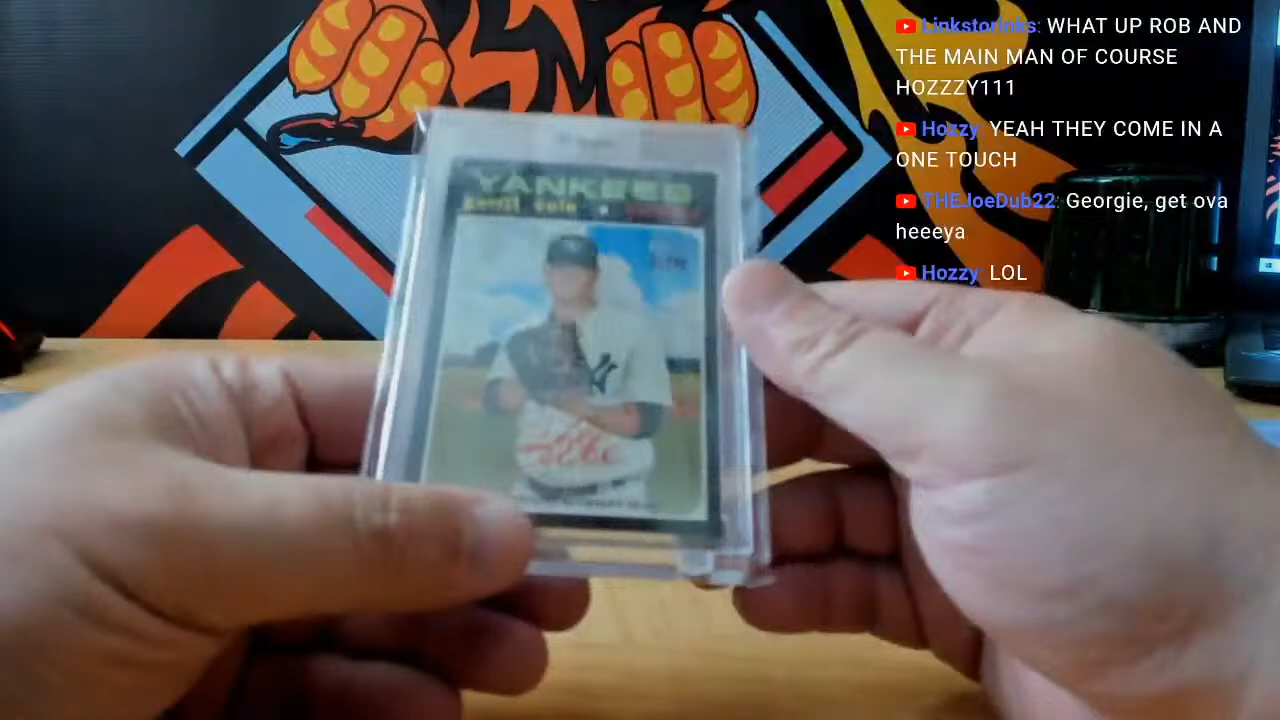 Linkstorinks: WHAT UP ROB AND
THE MAIN MAN OF COURSE
HOZZZY111
Hozzy: YEAH THEY COME IN A
ONE TOUCH
THEJoeDub22: Georgie, get ova
heeeya
Hozzy: LOL
YANKEES
gerrit cole